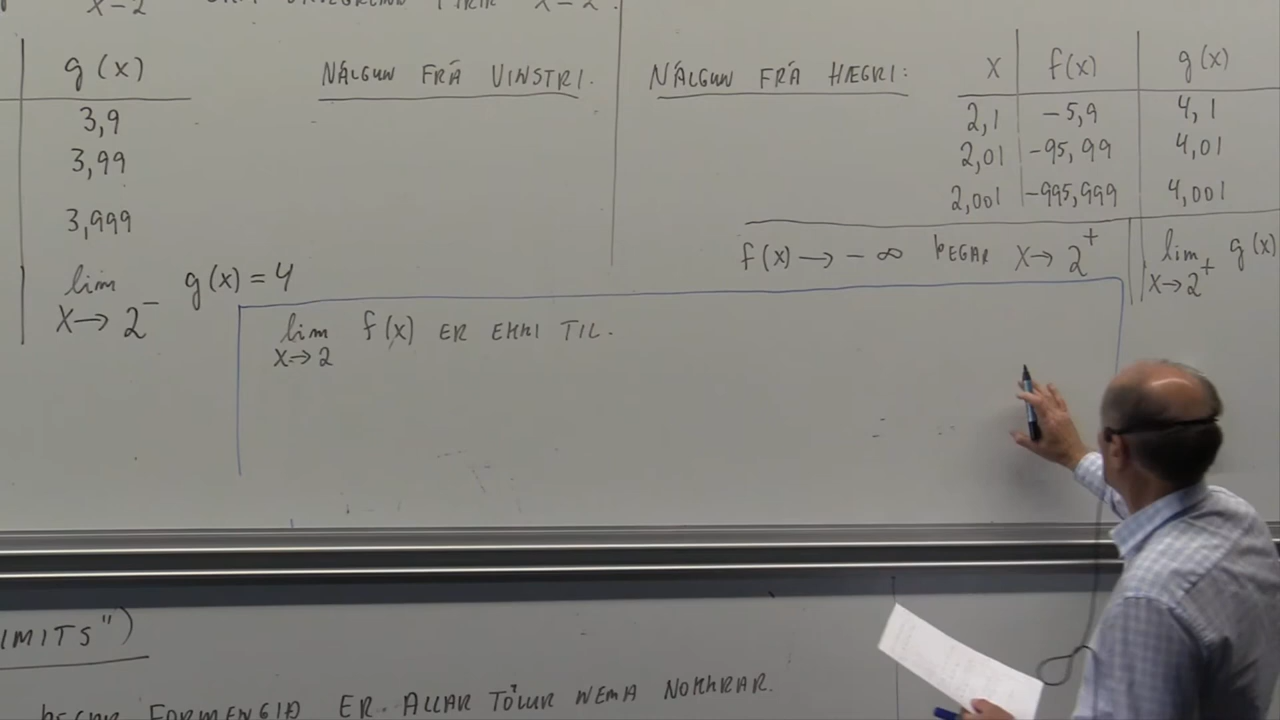 x-2 x=2.
g(x)
3,9
3,99
3,999
lim g(x) = 4
x→2⁻
NÁLGUN FRÁ VINSTRI.
NÁLGUN FRÁ HÆGRI:
x f(x) g(x)
2,1 -5,9 4,1
2,01 -95,99 4,01
2,001 -995,999 4,001
f(x) → -∞ ÞEGAR x→2⁺
lim g(x)
x→2⁺
lim f(x) ER EKKI TIL.
x→2
IMITS")
FORMENGIÐ ER ALLAR TÖLUR NEMA NOKKRAR.